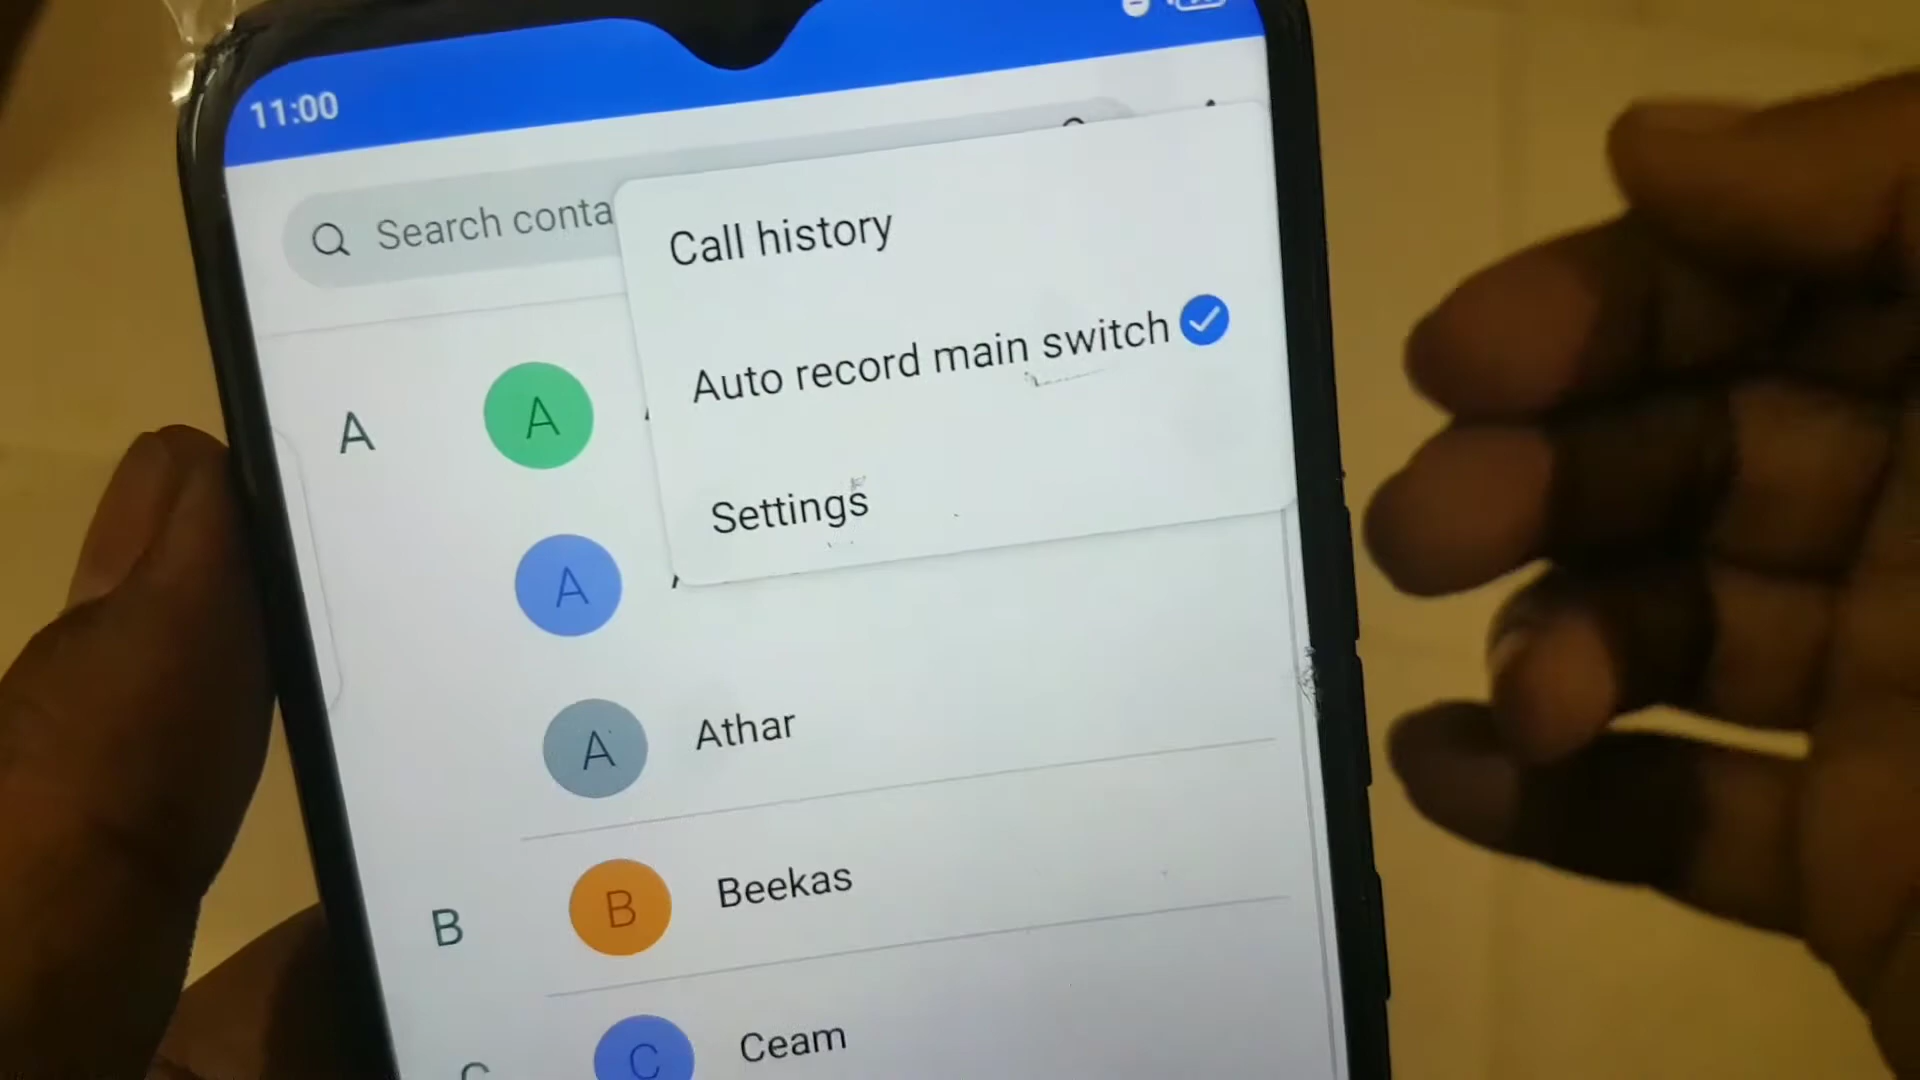 11:00
Search conta
Call history
Auto record main switch
Settings
A
A
A
A
Athar
B
B
Beekas
C
C
Ceam